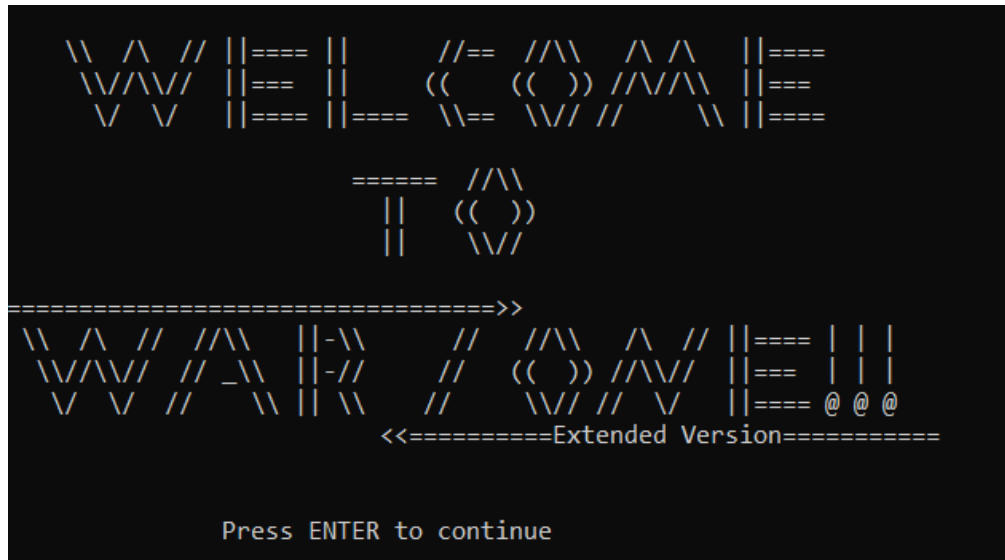 WELCOME
TO
WAR ZONE!!!
<<==========Extended Version===========
Press ENTER to continue